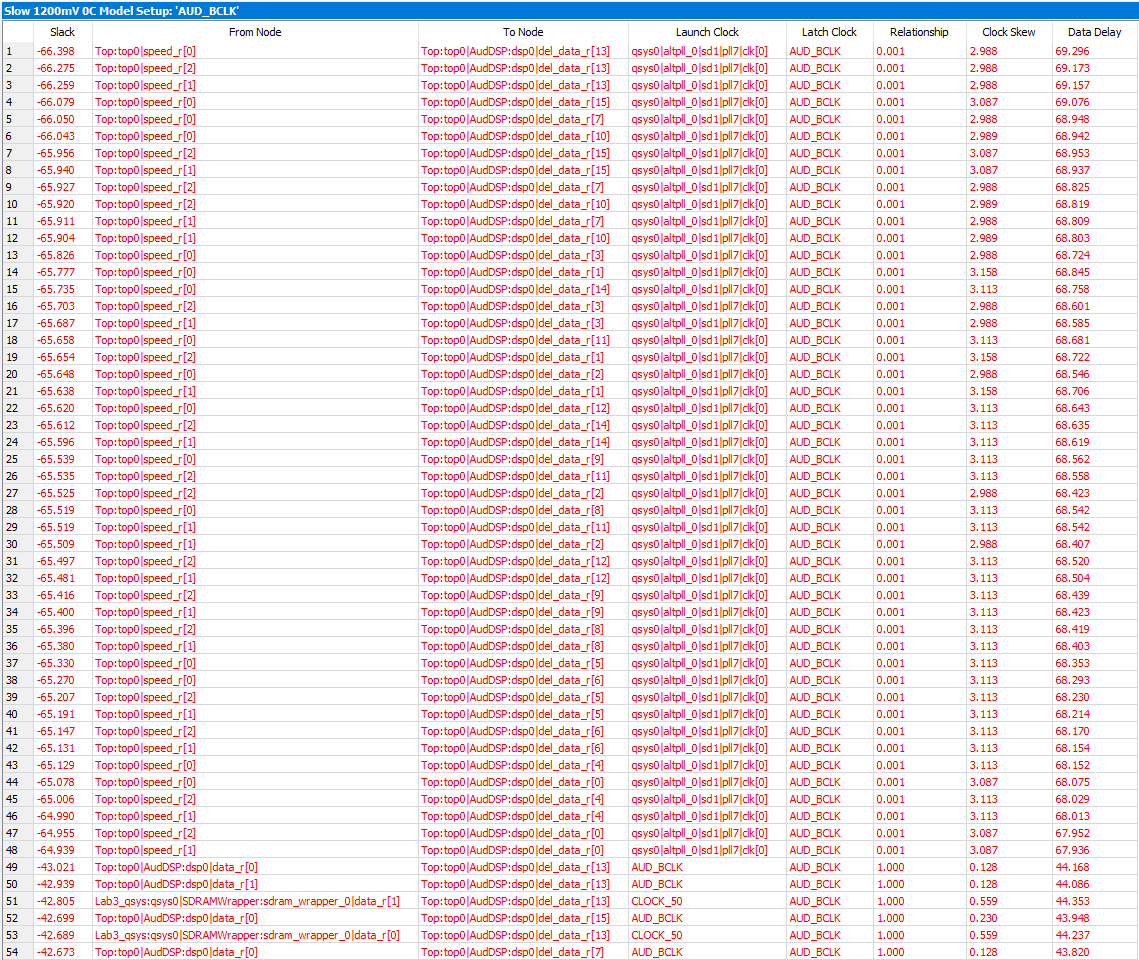 Slow 1200mV 0C Model Setup: 'AUD_BCLK'
Slack From Node To Node Launch Clock Latch Clock Relationship Clock Skew Data Delay
1 -66.398 Top:top0|speed_r[0] Top:top0|AudDSP:dsp0|del_data_r[13] qsys0|altpll_0|sd1|pll7|clk[0] AUD_BCLK 0.001 2.988 69.296
2 -66.275 Top:top0|speed_r[2] Top:top0|AudDSP:dsp0|del_data_r[13] qsys0|altpll_0|sd1|pll7|clk[0] AUD_BCLK 0.001 2.988 69.173
3 -66.259 Top:top0|speed_r[1] Top:top0|AudDSP:dsp0|del_data_r[13] qsys0|altpll_0|sd1|pll7|clk[0] AUD_BCLK 0.001 2.988 69.157
4 -66.079 Top:top0|speed_r[0] Top:top0|AudDSP:dsp0|del_data_r[15] qsys0|altpll_0|sd1|pll7|clk[0] AUD_BCLK 0.001 3.087 69.076
5 -66.050 Top:top0|speed_r[0] Top:top0|AudDSP:dsp0|del_data_r[7] qsys0|altpll_0|sd1|pll7|clk[0] AUD_BCLK 0.001 2.988 68.948
6 -66.043 Top:top0|speed_r[0] Top:top0|AudDSP:dsp0|del_data_r[10] qsys0|altpll_0|sd1|pll7|clk[0] AUD_BCLK 0.001 2.989 68.942
7 -65.956 Top:top0|speed_r[2] Top:top0|AudDSP:dsp0|del_data_r[15] qsys0|altpll_0|sd1|pll7|clk[0] AUD_BCLK 0.001 3.087 68.953
8 -65.940 Top:top0|speed_r[1] Top:top0|AudDSP:dsp0|del_data_r[15] qsys0|altpll_0|sd1|pll7|clk[0] AUD_BCLK 0.001 3.087 68.937
9 -65.927 Top:top0|speed_r[2] Top:top0|AudDSP:dsp0|del_data_r[7] qsys0|altpll_0|sd1|pll7|clk[0] AUD_BCLK 0.001 2.988 68.825
10 -65.920 Top:top0|speed_r[2] Top:top0|AudDSP:dsp0|del_data_r[10] qsys0|altpll_0|sd1|pll7|clk[0] AUD_BCLK 0.001 2.989 68.819
11 -65.911 Top:top0|speed_r[1] Top:top0|AudDSP:dsp0|del_data_r[7] qsys0|altpll_0|sd1|pll7|clk[0] AUD_BCLK 0.001 2.988 68.809
12 -65.904 Top:top0|speed_r[1] Top:top0|AudDSP:dsp0|del_data_r[10] qsys0|altpll_0|sd1|pll7|clk[0] AUD_BCLK 0.001 2.989 68.803
13 -65.826 Top:top0|speed_r[0] Top:top0|AudDSP:dsp0|del_data_r[3] qsys0|altpll_0|sd1|pll7|clk[0] AUD_BCLK 0.001 2.988 68.724
14 -65.777 Top:top0|speed_r[0] Top:top0|AudDSP:dsp0|del_data_r[1] qsys0|altpll_0|sd1|pll7|clk[0] AUD_BCLK 0.001 3.158 68.845
15 -65.735 Top:top0|speed_r[0] Top:top0|AudDSP:dsp0|del_data_r[14] qsys0|altpll_0|sd1|pll7|clk[0] AUD_BCLK 0.001 3.113 68.758
16 -65.703 Top:top0|speed_r[2] Top:top0|AudDSP:dsp0|del_data_r[3] qsys0|altpll_0|sd1|pll7|clk[0] AUD_BCLK 0.001 2.988 68.601
17 -65.687 Top:top0|speed_r[1] Top:top0|AudDSP:dsp0|del_data_r[3] qsys0|altpll_0|sd1|pll7|clk[0] AUD_BCLK 0.001 2.988 68.585
18 -65.658 Top:top0|speed_r[0] Top:top0|AudDSP:dsp0|del_data_r[11] qsys0|altpll_0|sd1|pll7|clk[0] AUD_BCLK 0.001 3.113 68.681
19 -65.654 Top:top0|speed_r[2] Top:top0|AudDSP:dsp0|del_data_r[1] qsys0|altpll_0|sd1|pll7|clk[0] AUD_BCLK 0.001 3.158 68.722
20 -65.648 Top:top0|speed_r[0] Top:top0|AudDSP:dsp0|del_data_r[2] qsys0|altpll_0|sd1|pll7|clk[0] AUD_BCLK 0.001 2.988 68.546
21 -65.638 Top:top0|speed_r[1] Top:top0|AudDSP:dsp0|del_data_r[1] qsys0|altpll_0|sd1|pll7|clk[0] AUD_BCLK 0.001 3.158 68.706
22 -65.620 Top:top0|speed_r[0] Top:top0|AudDSP:dsp0|del_data_r[12] qsys0|altpll_0|sd1|pll7|clk[0] AUD_BCLK 0.001 3.113 68.643
23 -65.612 Top:top0|speed_r[2] Top:top0|AudDSP:dsp0|del_data_r[14] qsys0|altpll_0|sd1|pll7|clk[0] AUD_BCLK 0.001 3.113 68.635
24 -65.596 Top:top0|speed_r[1] Top:top0|AudDSP:dsp0|del_data_r[14] qsys0|altpll_0|sd1|pll7|clk[0] AUD_BCLK 0.001 3.113 68.619
25 -65.539 Top:top0|speed_r[0] Top:top0|AudDSP:dsp0|del_data_r[9] qsys0|altpll_0|sd1|pll7|clk[0] AUD_BCLK 0.001 3.113 68.562
26 -65.535 Top:top0|speed_r[2] Top:top0|AudDSP:dsp0|del_data_r[11] qsys0|altpll_0|sd1|pll7|clk[0] AUD_BCLK 0.001 3.113 68.558
27 -65.525 Top:top0|speed_r[2] Top:top0|AudDSP:dsp0|del_data_r[2] qsys0|altpll_0|sd1|pll7|clk[0] AUD_BCLK 0.001 2.988 68.423
28 -65.519 Top:top0|speed_r[0] Top:top0|AudDSP:dsp0|del_data_r[8] qsys0|altpll_0|sd1|pll7|clk[0] AUD_BCLK 0.001 3.113 68.542
29 -65.519 Top:top0|speed_r[1] Top:top0|AudDSP:dsp0|del_data_r[11] qsys0|altpll_0|sd1|pll7|clk[0] AUD_BCLK 0.001 3.113 68.542
30 -65.509 Top:top0|speed_r[1] Top:top0|AudDSP:dsp0|del_data_r[2] qsys0|altpll_0|sd1|pll7|clk[0] AUD_BCLK 0.001 2.988 68.407
31 -65.497 Top:top0|speed_r[2] Top:top0|AudDSP:dsp0|del_data_r[12] qsys0|altpll_0|sd1|pll7|clk[0] AUD_BCLK 0.001 3.113 68.520
32 -65.481 Top:top0|speed_r[1] Top:top0|AudDSP:dsp0|del_data_r[12] qsys0|altpll_0|sd1|pll7|clk[0] AUD_BCLK 0.001 3.113 68.504
33 -65.416 Top:top0|speed_r[2] Top:top0|AudDSP:dsp0|del_data_r[9] qsys0|altpll_0|sd1|pll7|clk[0] AUD_BCLK 0.001 3.113 68.439
34 -65.400 Top:top0|speed_r[1] Top:top0|AudDSP:dsp0|del_data_r[9] qsys0|altpll_0|sd1|pll7|clk[0] AUD_BCLK 0.001 3.113 68.423
35 -65.396 Top:top0|speed_r[2] Top:top0|AudDSP:dsp0|del_data_r[8] qsys0|altpll_0|sd1|pll7|clk[0] AUD_BCLK 0.001 3.113 68.419
36 -65.380 Top:top0|speed_r[1] Top:top0|AudDSP:dsp0|del_data_r[8] qsys0|altpll_0|sd1|pll7|clk[0] AUD_BCLK 0.001 3.113 68.403
37 -65.330 Top:top0|speed_r[0] Top:top0|AudDSP:dsp0|del_data_r[5] qsys0|altpll_0|sd1|pll7|clk[0] AUD_BCLK 0.001 3.113 68.353
38 -65.270 Top:top0|speed_r[0] Top:top0|AudDSP:dsp0|del_data_r[6] qsys0|altpll_0|sd1|pll7|clk[0] AUD_BCLK 0.001 3.113 68.293
39 -65.207 Top:top0|speed_r[2] Top:top0|AudDSP:dsp0|del_data_r[5] qsys0|altpll_0|sd1|pll7|clk[0] AUD_BCLK 0.001 3.113 68.230
40 -65.191 Top:top0|speed_r[1] Top:top0|AudDSP:dsp0|del_data_r[5] qsys0|altpll_0|sd1|pll7|clk[0] AUD_BCLK 0.001 3.113 68.214
41 -65.147 Top:top0|speed_r[2] Top:top0|AudDSP:dsp0|del_data_r[6] qsys0|altpll_0|sd1|pll7|clk[0] AUD_BCLK 0.001 3.113 68.170
42 -65.131 Top:top0|speed_r[1] Top:top0|AudDSP:dsp0|del_data_r[6] qsys0|altpll_0|sd1|pll7|clk[0] AUD_BCLK 0.001 3.113 68.154
43 -65.129 Top:top0|speed_r[0] Top:top0|AudDSP:dsp0|del_data_r[4] qsys0|altpll_0|sd1|pll7|clk[0] AUD_BCLK 0.001 3.113 68.152
44 -65.078 Top:top0|speed_r[0] Top:top0|AudDSP:dsp0|del_data_r[0] qsys0|altpll_0|sd1|pll7|clk[0] AUD_BCLK 0.001 3.087 68.075
45 -65.006 Top:top0|speed_r[2] Top:top0|AudDSP:dsp0|del_data_r[4] qsys0|altpll_0|sd1|pll7|clk[0] AUD_BCLK 0.001 3.113 68.029
46 -64.990 Top:top0|speed_r[1] Top:top0|AudDSP:dsp0|del_data_r[4] qsys0|altpll_0|sd1|pll7|clk[0] AUD_BCLK 0.001 3.113 68.013
47 -64.955 Top:top0|speed_r[2] Top:top0|AudDSP:dsp0|del_data_r[0] qsys0|altpll_0|sd1|pll7|clk[0] AUD_BCLK 0.001 3.087 67.952
48 -64.939 Top:top0|speed_r[1] Top:top0|AudDSP:dsp0|del_data_r[0] qsys0|altpll_0|sd1|pll7|clk[0] AUD_BCLK 0.001 3.087 67.936
49 -43.021 Top:top0|AudDSP:dsp0|data_r[0] Top:top0|AudDSP:dsp0|del_data_r[13] AUD_BCLK AUD_BCLK 1.000 0.128 44.168
50 -42.939 Top:top0|AudDSP:dsp0|data_r[1] Top:top0|AudDSP:dsp0|del_data_r[13] AUD_BCLK AUD_BCLK 1.000 0.128 44.086
51 -42.805 Lab3_qsys:qsys0|SDRAMWrapper:sdram_wrapper_0|data_r[1] Top:top0|AudDSP:dsp0|del_data_r[13] CLOCK_50 AUD_BCLK 1.000 0.559 44.353
52 -42.699 Top:top0|AudDSP:dsp0|data_r[0] Top:top0|AudDSP:dsp0|del_data_r[15] AUD_BCLK AUD_BCLK 1.000 0.230 43.948
53 -42.689 Lab3_qsys:qsys0|SDRAMWrapper:sdram_wrapper_0|data_r[0] Top:top0|AudDSP:dsp0|del_data_r[13] CLOCK_50 AUD_BCLK 1.000 0.559 44.237
54 -42.673 Top:top0|AudDSP:dsp0|data_r[0] Top:top0|AudDSP:dsp0|del_data_r[7] AUD_BCLK AUD_BCLK 1.000 0.128 43.820